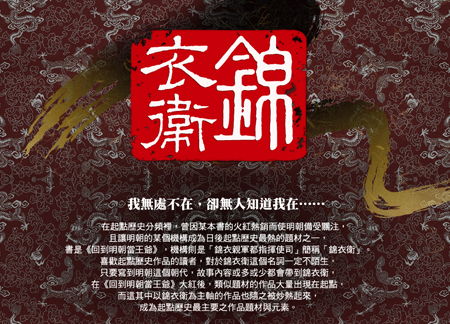 錦衣衛
我無處不在，卻無人知道我在……
在起點歷史分頻裡，曾因某本書的火紅熱銷而使明朝備受關注，
且讓明朝的某個機構成為日後起點歷史最熱的題材之一，
書是《回到明朝當王爺》，機構則是「錦衣親軍都指揮使司」簡稱「錦衣衛」。
喜歡起點歷史作品的讀者，對於錦衣衛這個名詞一定不陌生，
只要寫到明朝這個朝代，故事內容或多或少都會帶到錦衣衛，
在《回到明朝當王爺》大紅後，類似題材的作品大量出現在起點，
而這其中以錦衣衛為主軸的作品也隨之被炒熱起來，
成為起點歷史最主要之作品題材與元素。